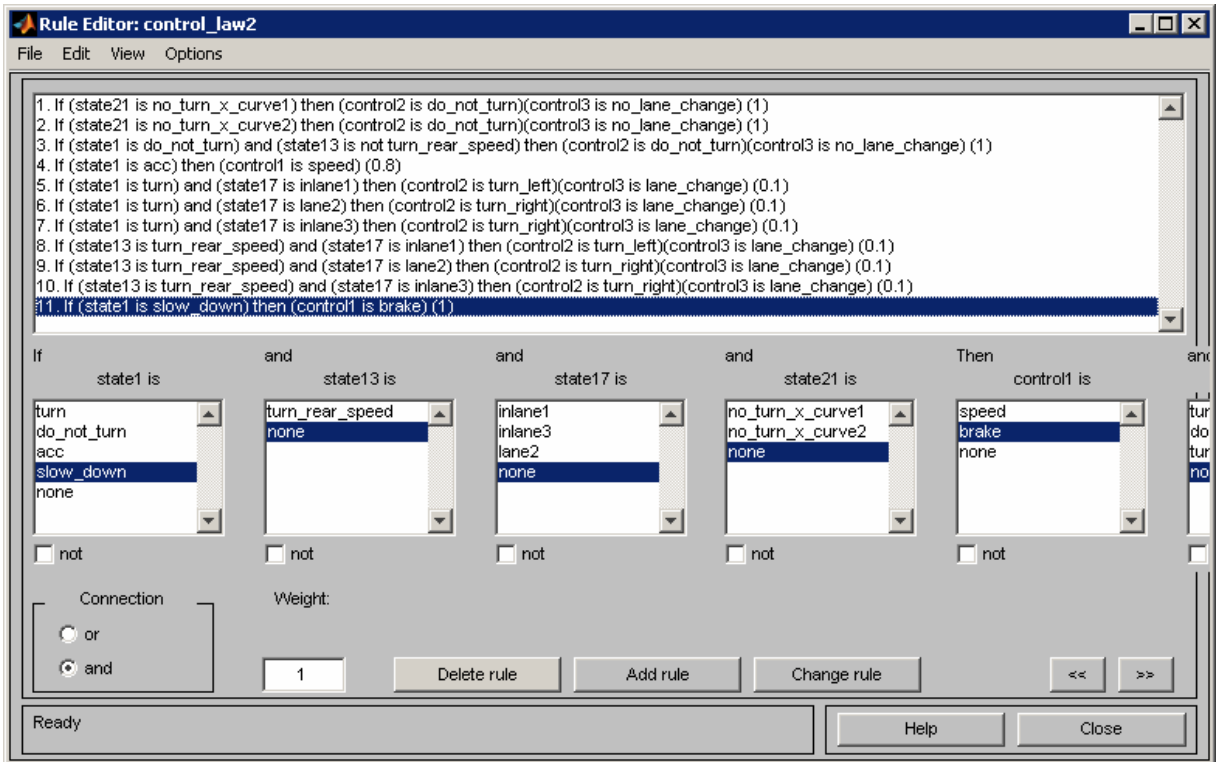 Rule Editor: control_law2
File Edit View Options
1. If (state21 is no_turn_x_curve1) then (control2 is do_not_turn)(control3 is no_lane_change) (1)
2. If (state21 is no_turn_x_curve2) then (control2 is do_not_turn)(control3 is no_lane_change) (1)
3. If (state1 is do_not_turn) and (state13 is not turn_rear_speed) then (control2 is do_not_turn)(control3 is no_lane_change) (1)
4. If (state1 is acc) then (control1 is speed) (0.8)
5. If (state1 is turn) and (state17 is inlane1) then (control2 is turn_left)(control3 is lane_change) (0.1)
6. If (state1 is turn) and (state17 is lane2) then (control2 is turn_right)(control3 is lane_change) (0.1)
7. If (state1 is turn) and (state17 is inlane3) then (control2 is turn_right)(control3 is lane_change) (0.1)
8. If (state13 is turn_rear_speed) and (state17 is inlane1) then (control2 is turn_left)(control3 is lane_change) (0.1)
9. If (state13 is turn_rear_speed) and (state17 is lane2) then (control2 is turn_right)(control3 is lane_change) (0.1)
10. If (state13 is turn_rear_speed) and (state17 is inlane3) then (control2 is turn_right)(control3 is lane_change) (0.1)
11. If (state1 is slow_down) then (control1 is brake) (1)
If and and and Then and
state1 is state13 is state17 is state21 is control1 is
turn turn_rear_speed inlane1 no_turn_x_curve1 speed tur
do_not_turn none inlane3 no_turn_x_curve2 brake do
acc lane2 none none tur
slow_down none no
none
not not not not not
Connection Weight:
or
and 1 Delete rule Add rule Change rule << >>
Ready Help Close